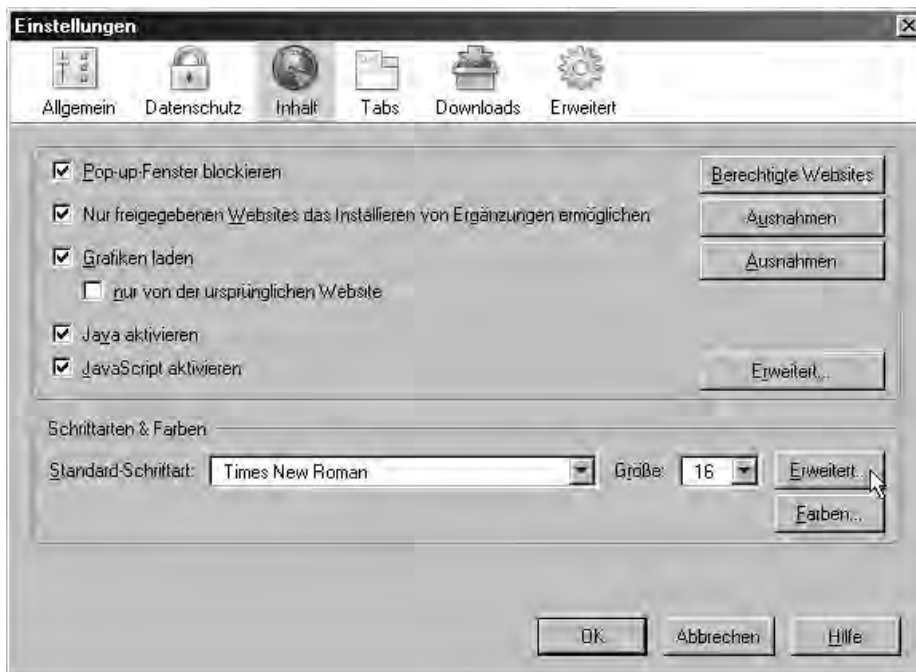 Einstellungen
Allgemein Datenschutz Inhalt Tabs Downloads Erweitert
Pop-up-Fenster blockieren Berechtigte Websites
Nur freigegebenen Websites das Installieren von Ergänzungen ermöglichen Ausnahmen
Grafiken laden Ausnahmen
nur von der ursprünglichen Website
Java aktivieren
JavaScript aktivieren Erweitert...
Schriftarten & Farben
Standard-Schriftart: Times New Roman Größe: 16 Erweitert...
Farben...
OK Abbrechen Hilfe